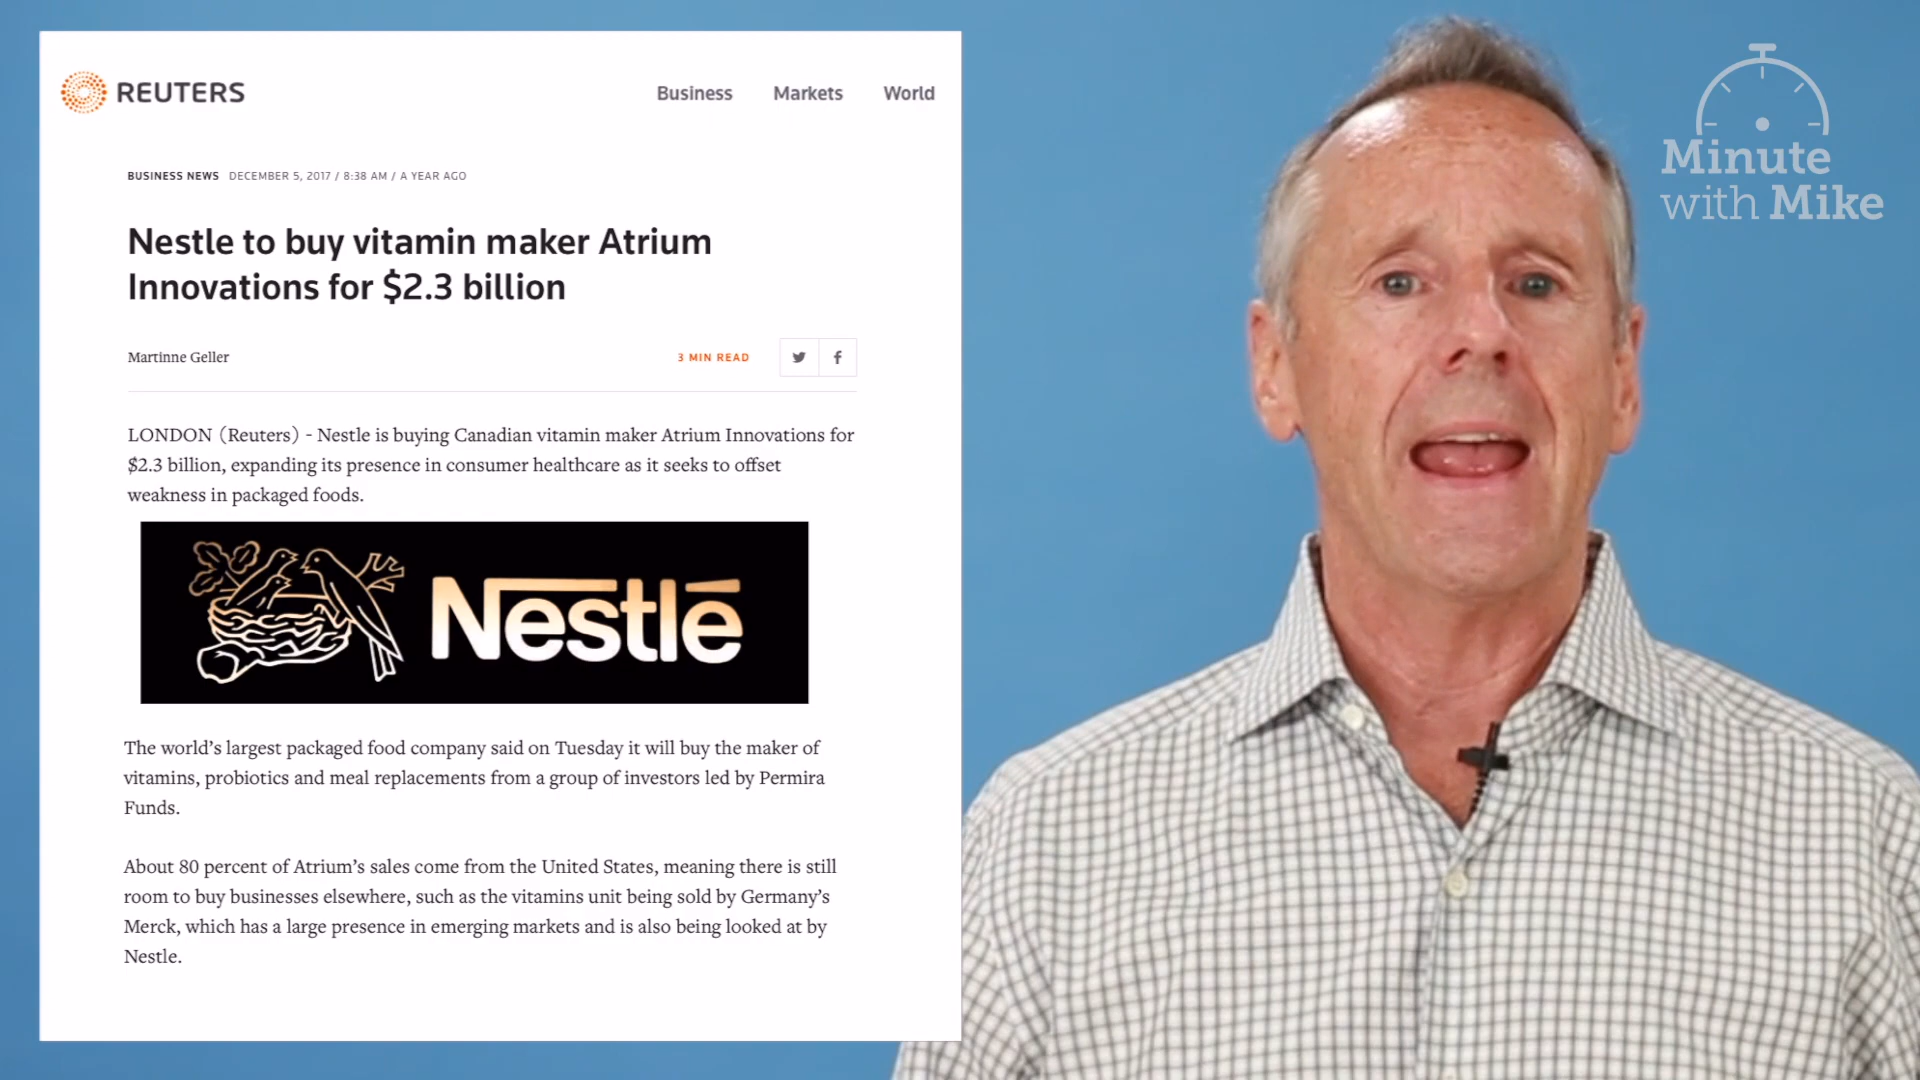 REUTERS
Business Markets World
BUSINESS NEWS DECEMBER 5, 2017 / 8:38 AM / A YEAR AGO
Nestle to buy vitamin maker Atrium
Innovations for $2.3 billion
Martinne Geller
3 MIN READ
LONDON (Reuters) - Nestle is buying Canadian vitamin maker Atrium Innovations for
$2.3 billion, expanding its presence in consumer healthcare as it seeks to offset
weakness in packaged foods.
Nestlé
The world’s largest packaged food company said on Tuesday it will buy the maker of
vitamins, probiotics and meal replacements from a group of investors led by Permira
Funds.
About 80 percent of Atrium’s sales come from the United States, meaning there is still
room to buy businesses elsewhere, such as the vitamins unit being sold by Germany’s
Merck, which has a large presence in emerging markets and is also being looked at by
Nestle.
Minute
with Mike